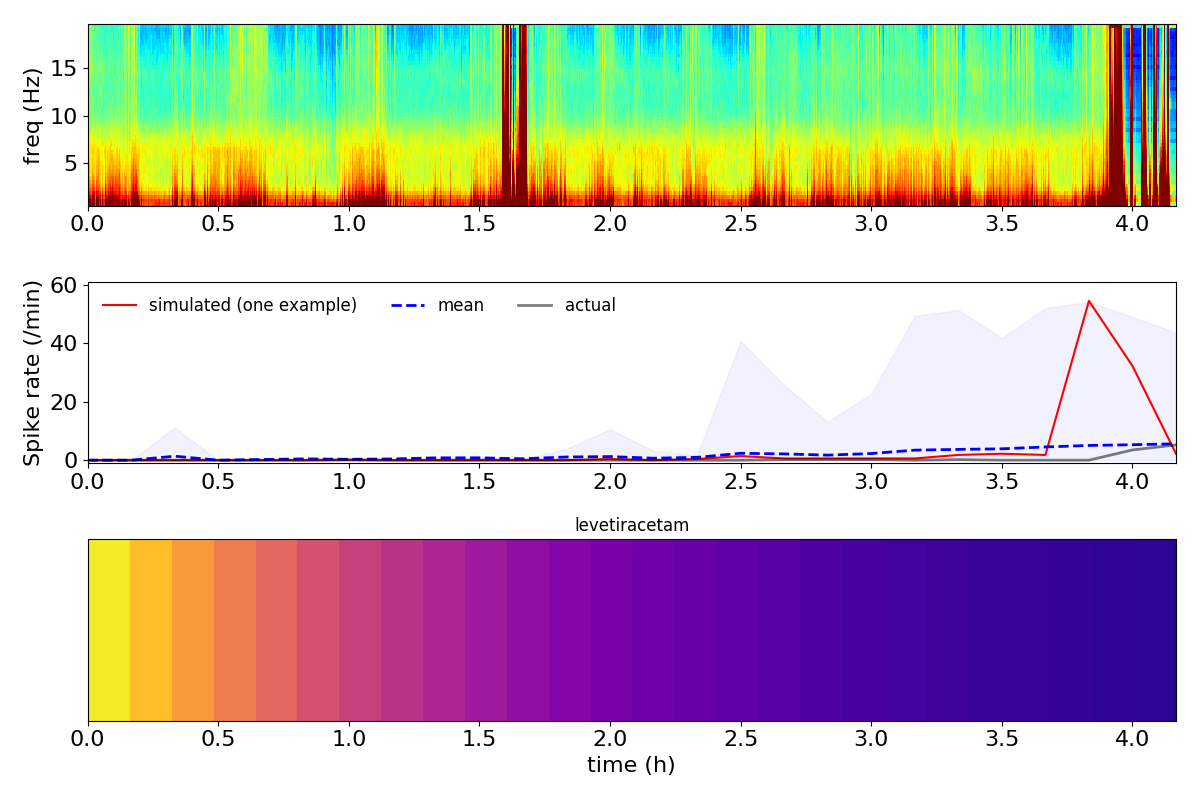 freq (Hz)
15
10
5
0.0 0.5 1.0 1.5 2.0 2.5 3.0 3.5 4.0
Spike rate (/min)
60
40
20
0
simulated (one example) mean actual
0.0 0.5 1.0 1.5 2.0 2.5 3.0 3.5 4.0
levetiracetam
0.0 0.5 1.0 1.5 2.0 2.5 3.0 3.5 4.0
time (h)